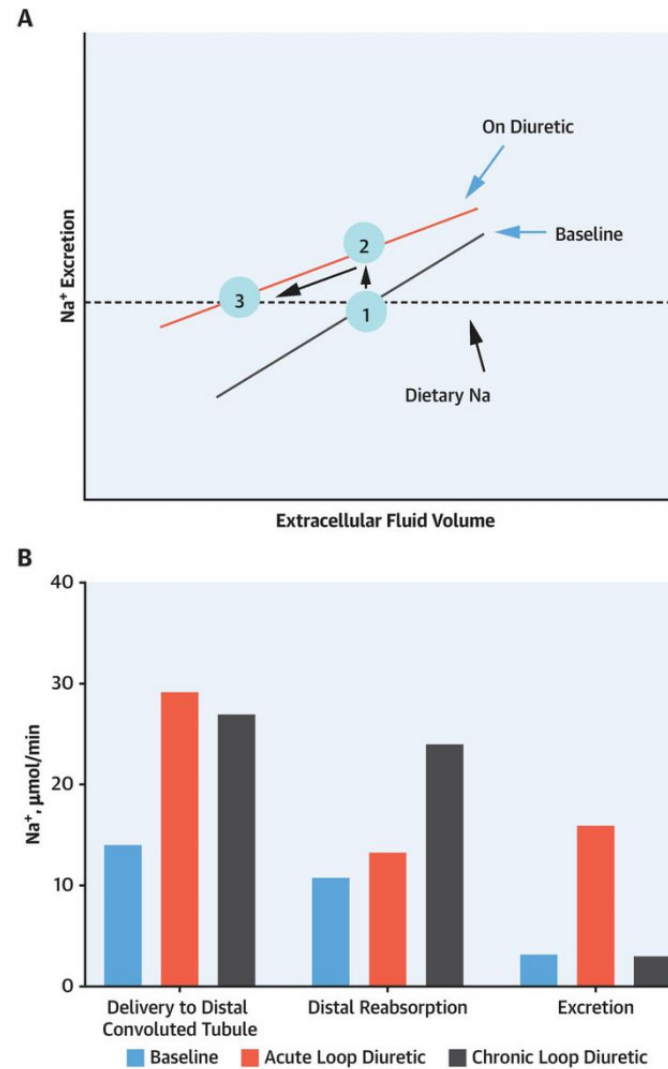 A
On Diuretic
Baseline
Na⁺ Excretion
2
3
1
Dietary Na
Extracellular Fluid Volume
B
40
30
20
10
0
Na⁺, µmol/min
Delivery to Distal
Convoluted Tubule
Distal Reabsorption
Excretion
Baseline
Acute Loop Diuretic
Chronic Loop Diuretic